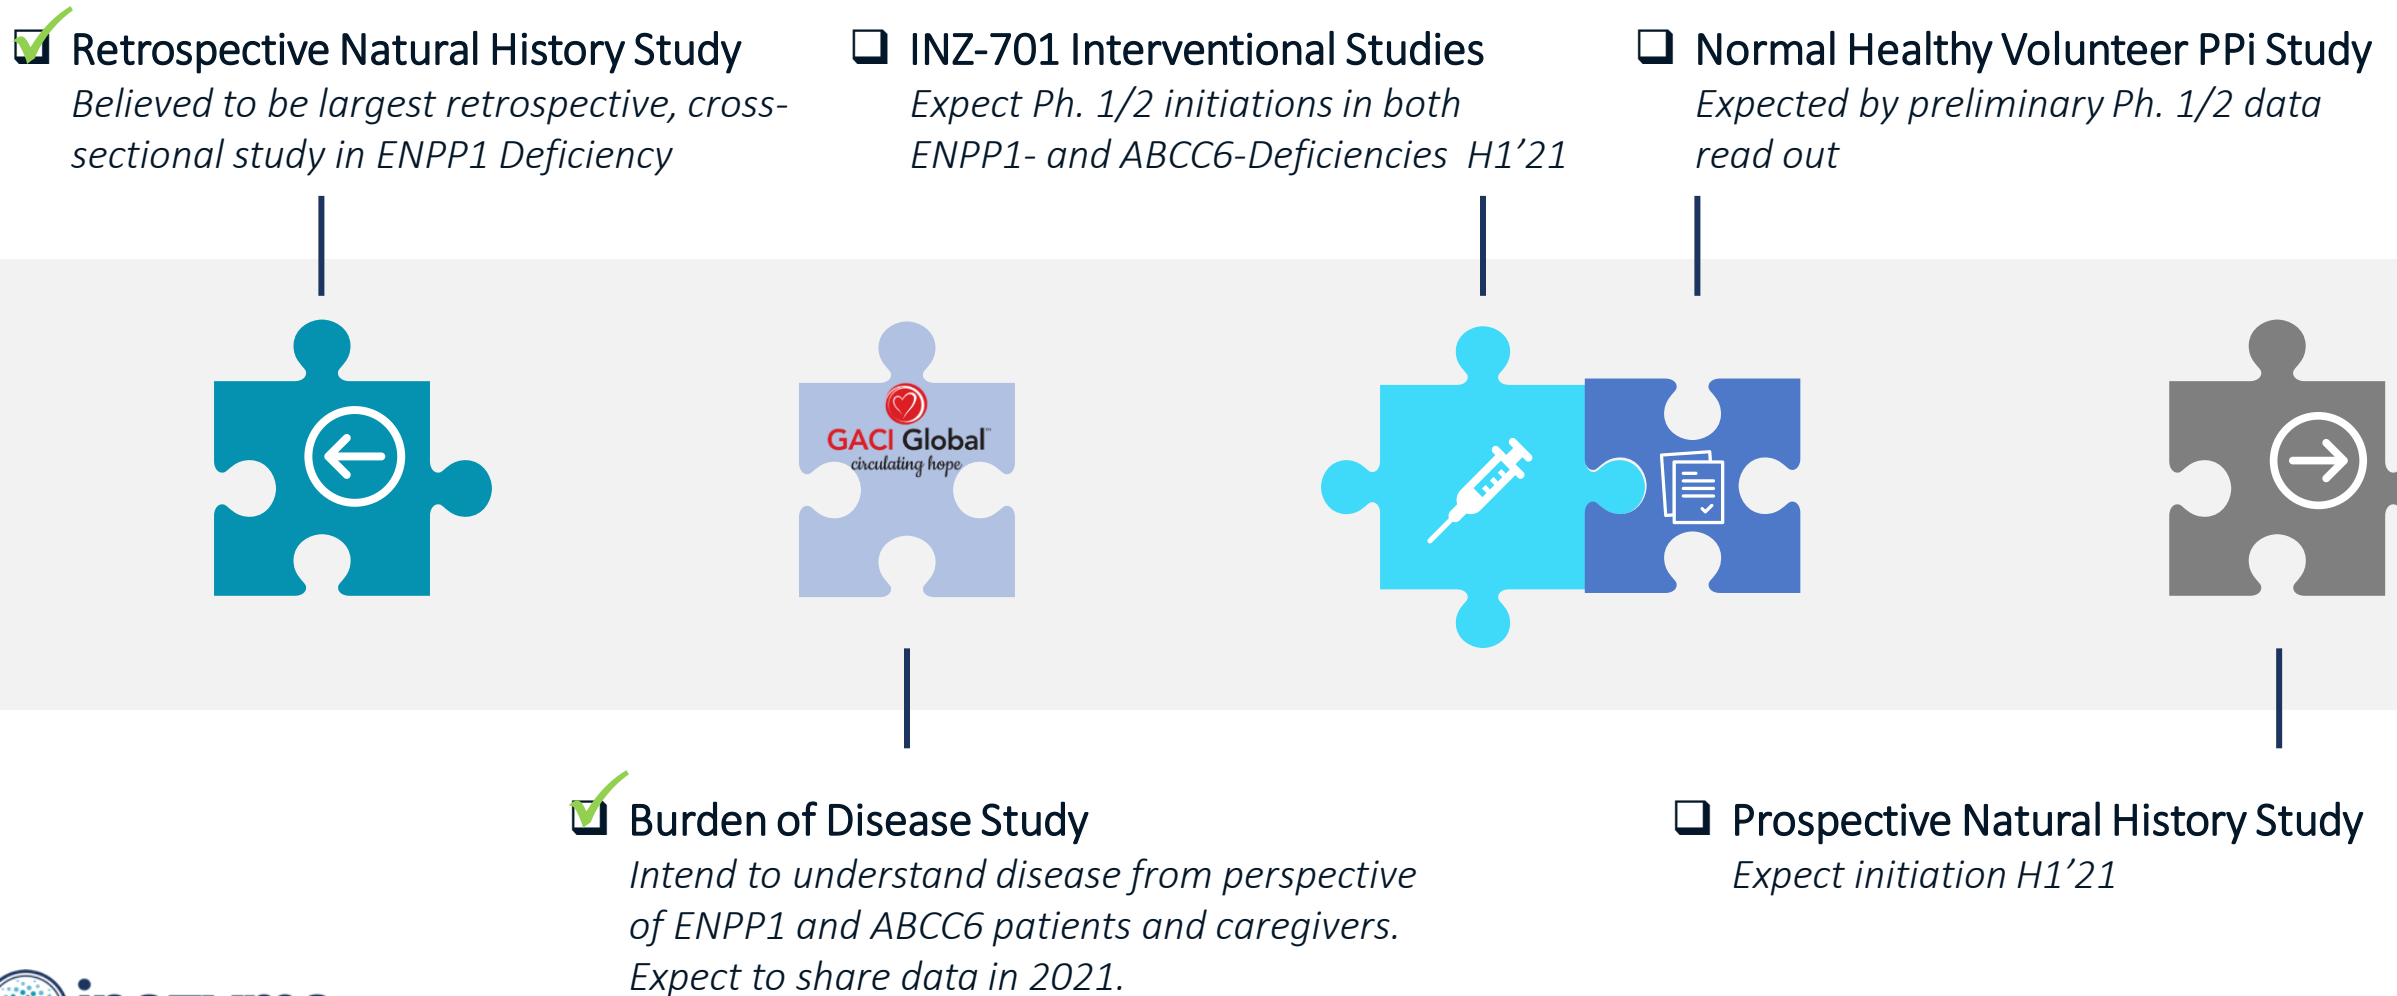 Retrospective Natural History Study
Believed to be largest retrospective, cross-
sectional study in ENPP1 Deficiency
INZ-701 Interventional Studies
Expect Ph. 1/2 initiations in both
ENPP1- and ABCC6-Deficiencies H1’21
Normal Healthy Volunteer PPi Study
Expected by preliminary Ph. 1/2 data
read out
GACI Global™
circulating hope
Burden of Disease Study
Intend to understand disease from perspective
of ENPP1 and ABCC6 patients and caregivers.
Expect to share data in 2021.
Prospective Natural History Study
Expect initiation H1’21